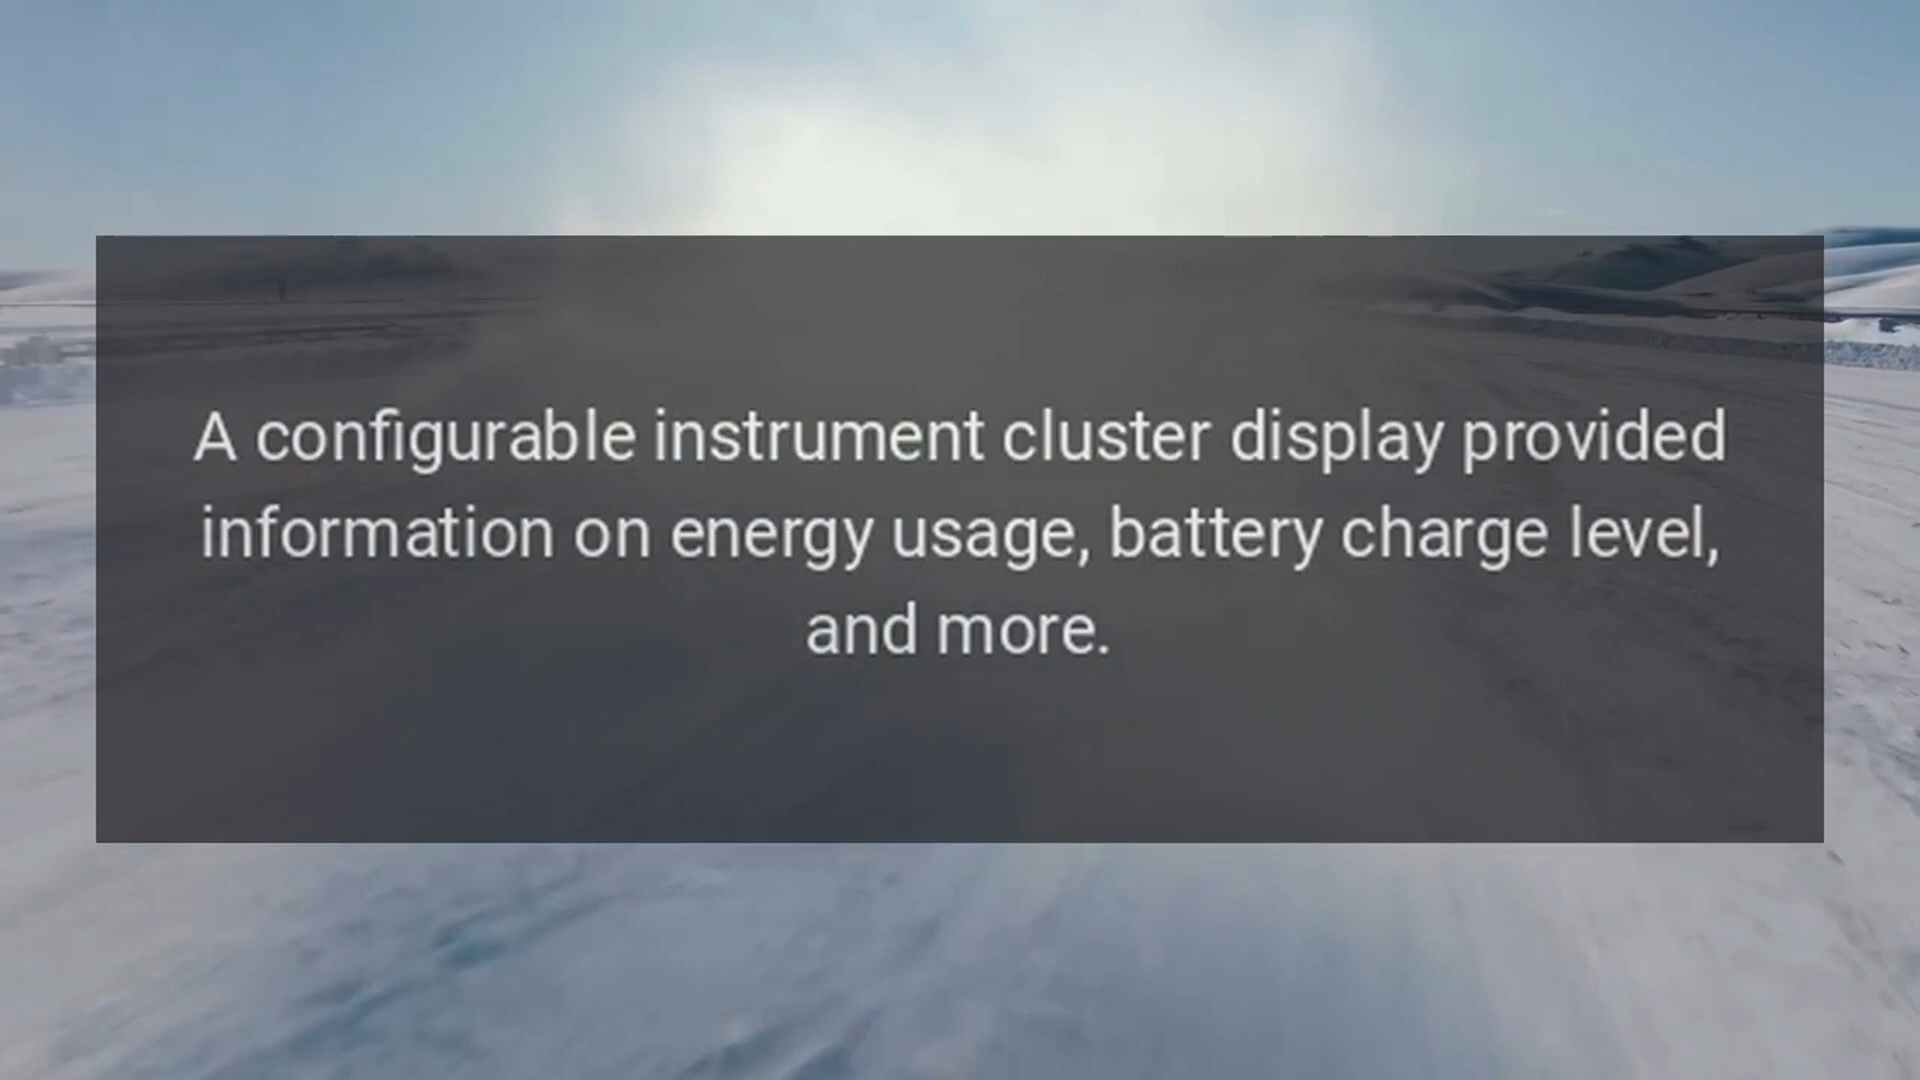 A configurable instrument cluster display provided
information on energy usage, battery charge level,
and more.